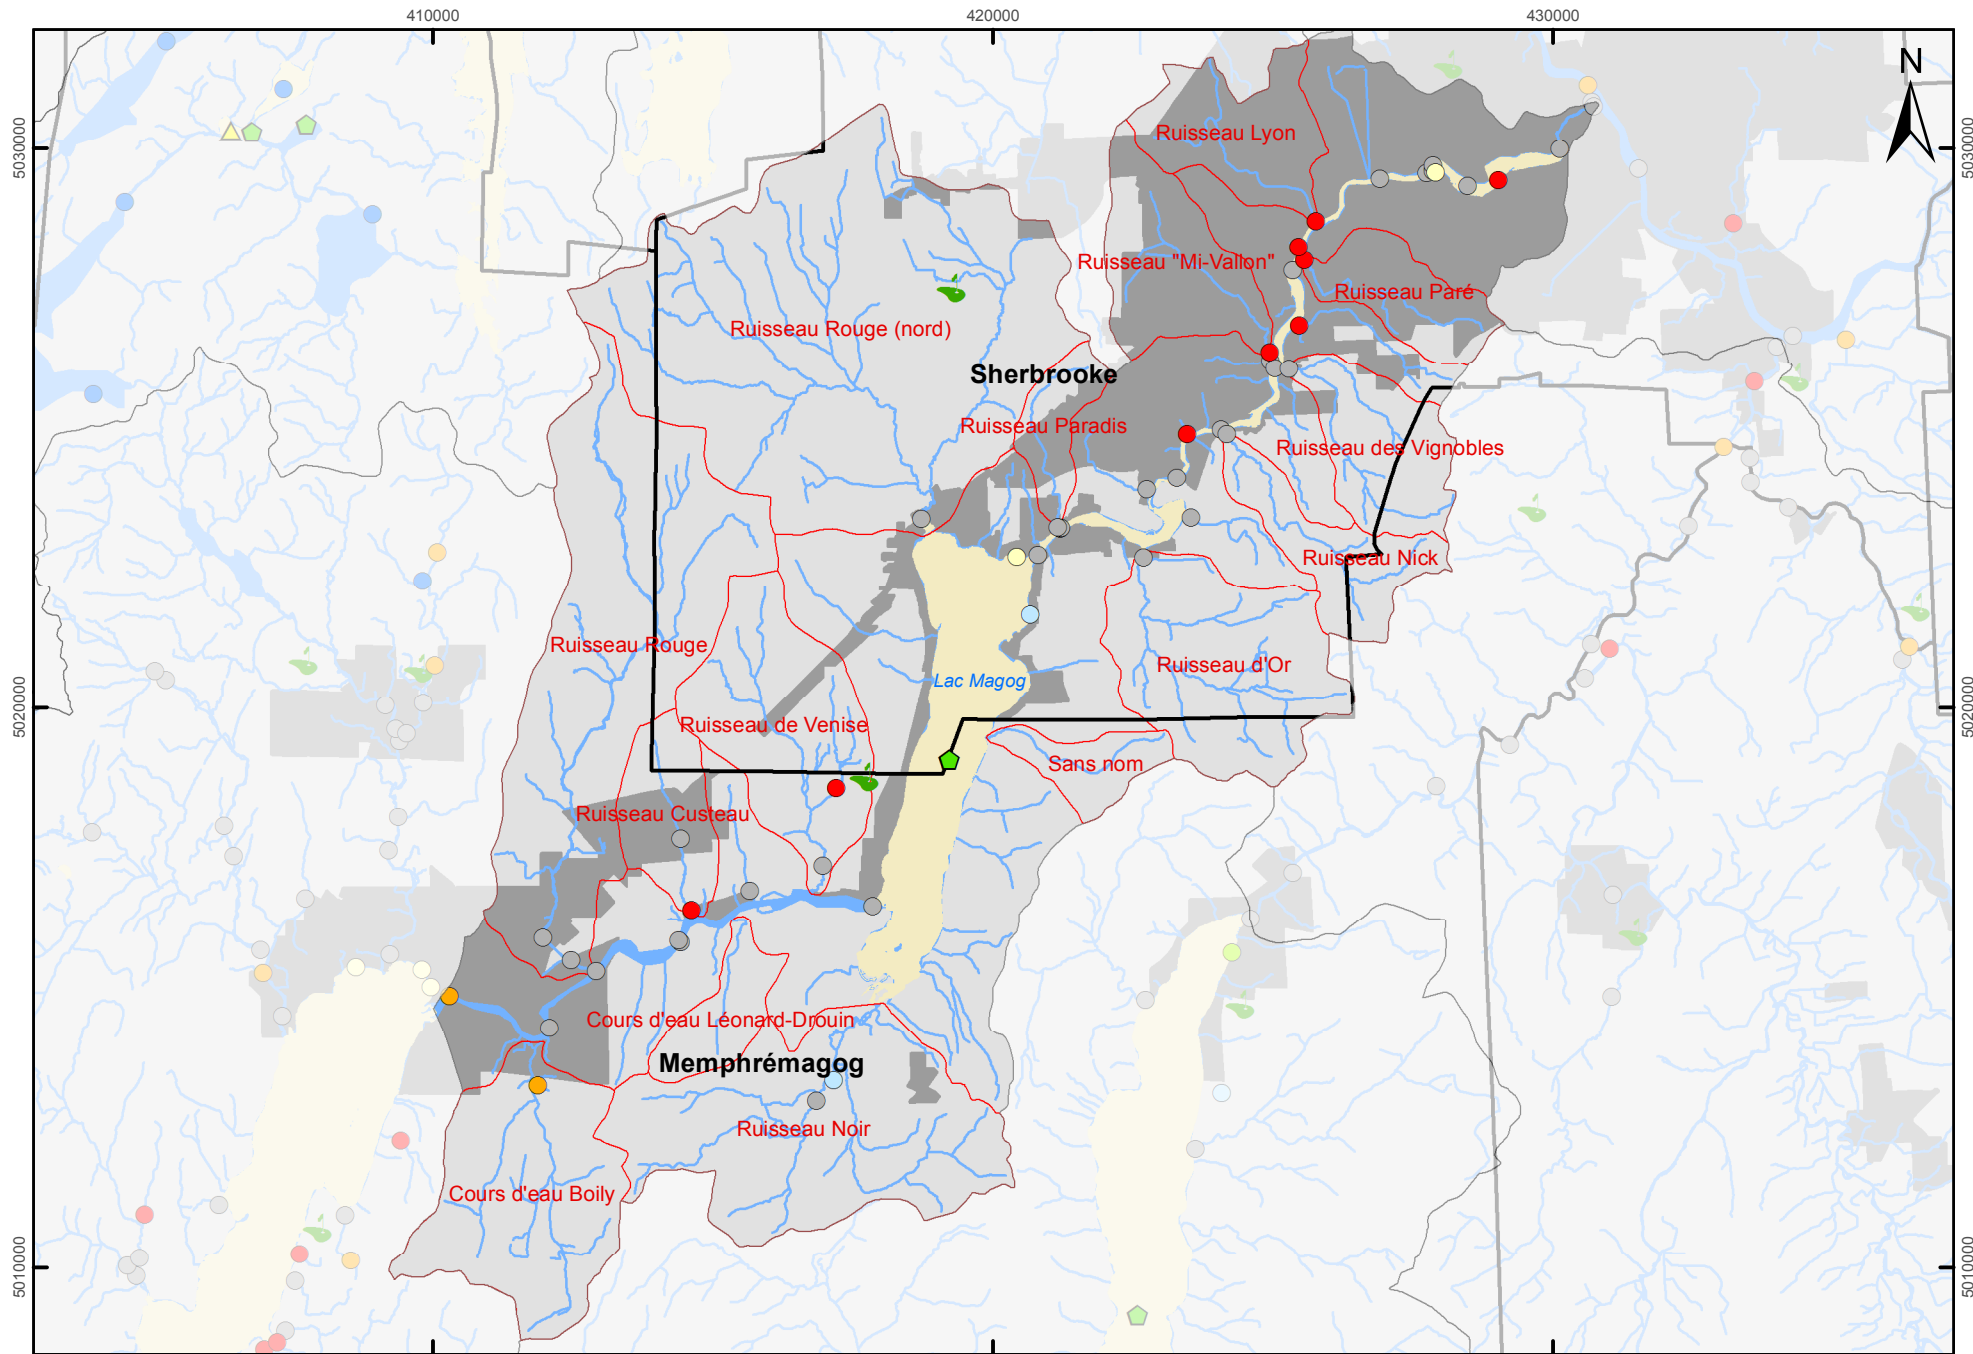 410000
420000
430000
N
5030000
5030000
Ruisseau Lyon
Ruisseau "Mi-Vallon"
Ruisseau Paré
Ruisseau Rouge (nord)
Sherbrooke
Ruisseau Paradis
Ruisseau des Vignobles
Ruisseau Nick
Ruisseau Rouge
Ruisseau d'Or
Lac Magog
5020000
5020000
Ruisseau de Venise
Sans nom
Ruisseau Custeau
Cours d'eau Léonard-Drouin
Memphrémagog
Ruisseau Noir
Cours d'eau Boily
5010000
5010000